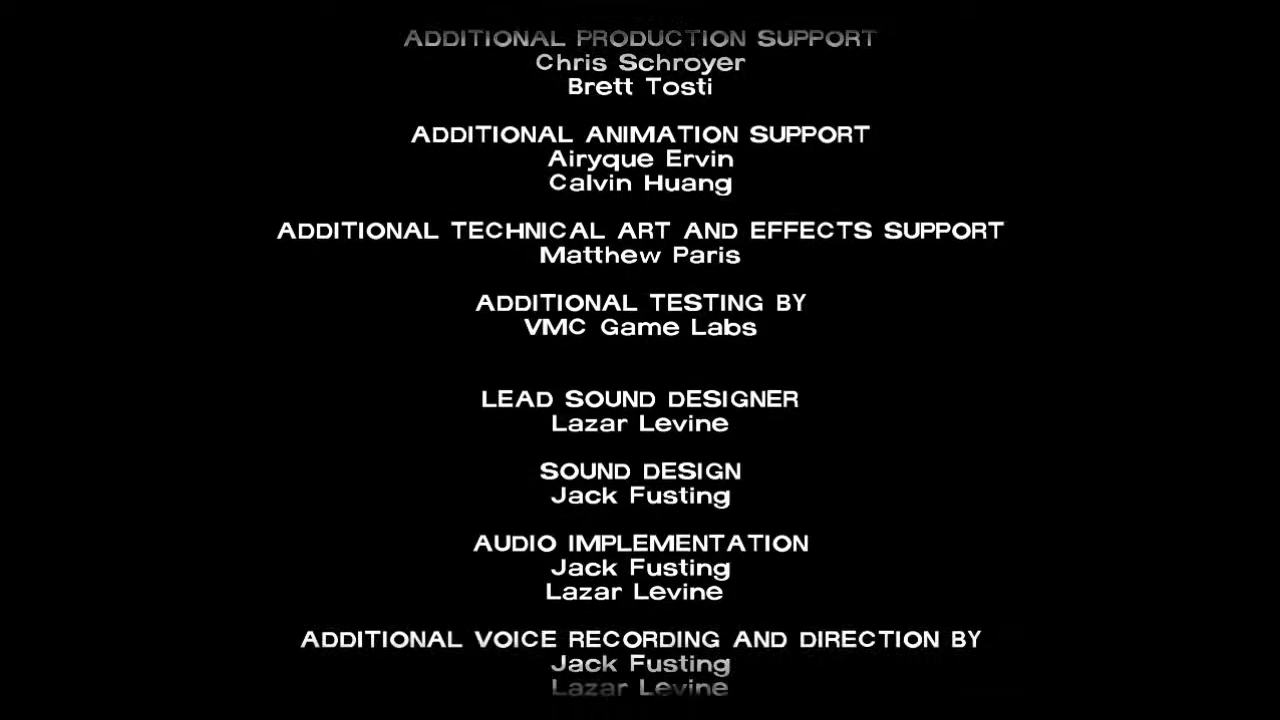 ADDITIONAL PRODUCTION SUPPORT
Chris Schroyer
Brett Tosti
ADDITIONAL ANIMATION SUPPORT
Airyque Ervin
Calvin Huang
ADDITIONAL TECHNICAL ART AND EFFECTS SUPPORT
Matthew Paris
ADDITIONAL TESTING BY
VMC Game Labs
LEAD SOUND DESIGNER
Lazar Levine
SOUND DESIGN
Jack Fusting
AUDIO IMPLEMENTATION
Jack Fusting
Lazar Levine
ADDITIONAL VOICE RECORDING AND DIRECTION BY
Jack Fusting
Lazar Levine